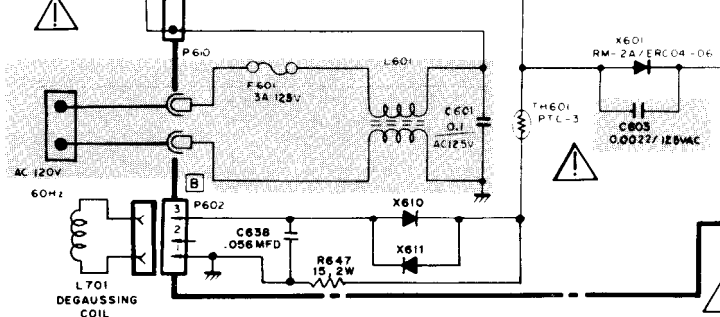 P610
L601
F601
3A 125V
C601
0.1
AC125V
AC 120V
60Hz
X601
RM-2A/ERC04-06
TH601
PTC-3
C603
0.0022/125VAC
B
P602
3
2
1
C638
.056MFD
X610
X611
R647
15, 2W
L701
DEGAUSSING
COIL